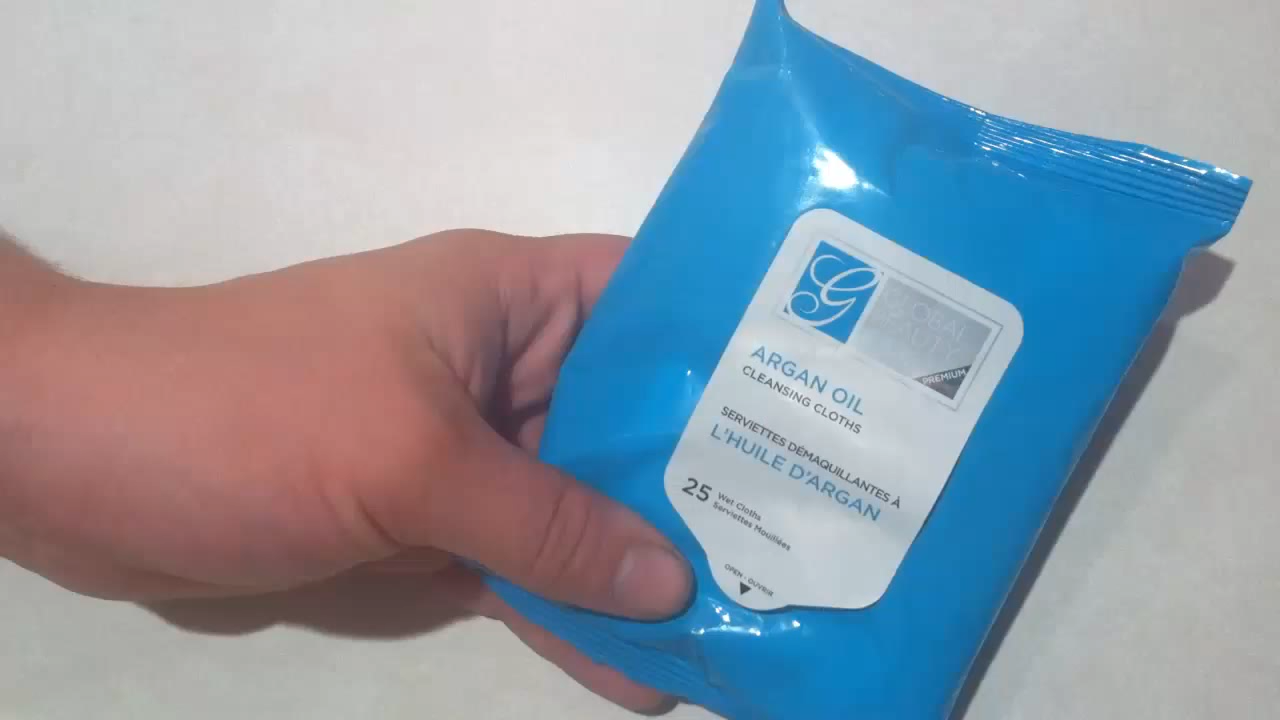 G
GLOBAL
BEAUTY
PREMIUM
ARGAN OIL
CLEANSING CLOTHS
SERVIETTES DÉMAQUILLANTES À
L'HUILE D'ARGAN
25 Wet Cloths
Serviettes Mouillées
OPEN - OUVRIR